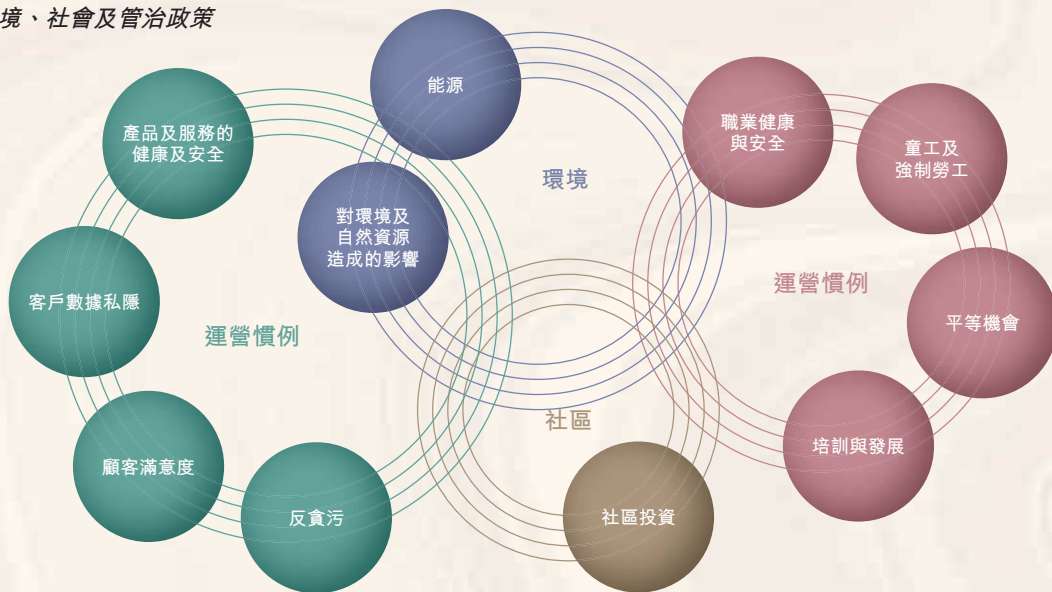 境、社會及管治政策
能源
產品及服務的
健康及安全
職業健康
與安全
童工及
強制勞工
環境
對環境及
自然資源
造成的影響
客戶數據私隱
運營慣例
運營慣例
平等機會
社區
培訓與發展
顧客滿意度
反貪污
社區投資